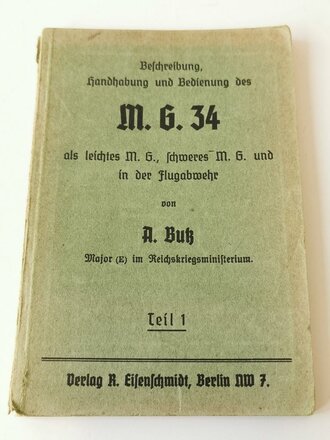 Beschreibung,
Handhabung und Bedienung des
M. G. 34
als leichtes M. G., schweres M. G. und
in der Flugabwehr
von
A. Butz
Major (E) im Reichskriegsministerium.
Teil 1
Verlag R. Eisenschmidt, Berlin NW 7.